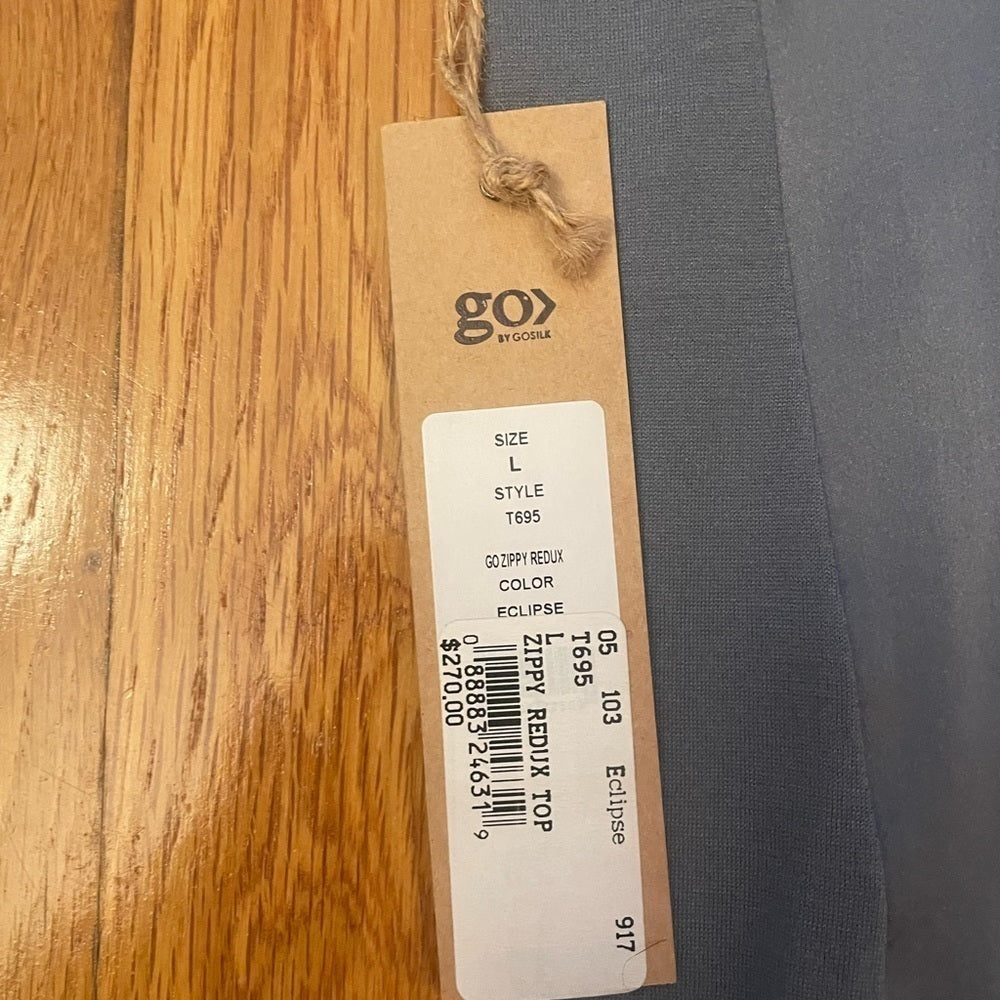 go>
BY GOSILK
SIZE
L
STYLE
T695
GO ZIPPY REDUX
COLOR
ECLIPSE
05 103 Eclipse 917
T695
L
ZIPPY REDUX TOP
0 88883 24631 9
$270.00